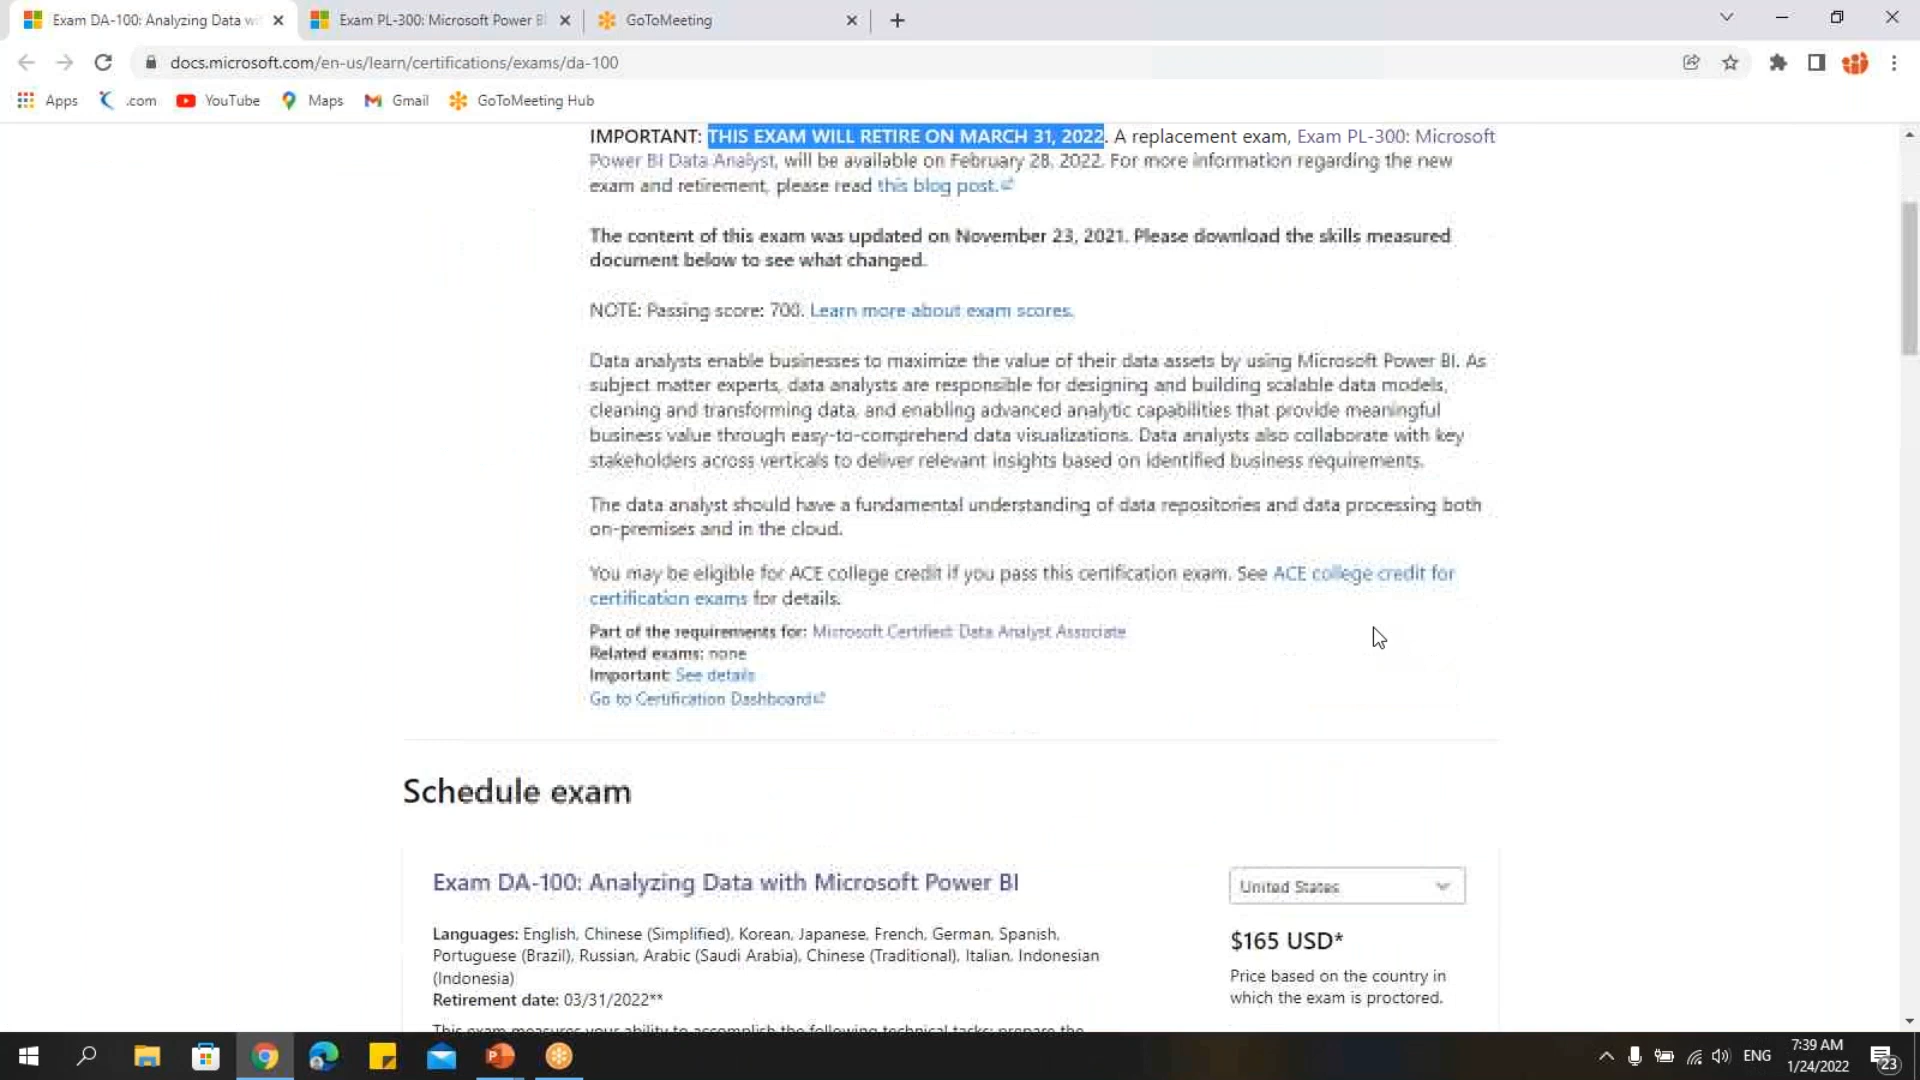 Exam DA-100: Analyzing Data wi
Exam PL-300: Microsoft Power B
GoToMeeting
docs.microsoft.com/en-us/learn/certifications/exams/da-100
Apps
.com
YouTube
Maps
Gmail
GoToMeeting Hub
IMPORTANT: THIS EXAM WILL RETIRE ON MARCH 31, 2022. A replacement exam, Exam PL-300: Microsoft
Power BI Data Analyst, will be available on February 28, 2022. For more information regarding the new
exam and retirement, please read this blog post.
The content of this exam was updated on November 23, 2021. Please download the skills measured
document below to see what changed.
NOTE: Passing score: 700. Learn more about exam scores.
Data analysts enable businesses to maximize the value of their data assets by using Microsoft Power BI. As
subject matter experts, data analysts are responsible for designing and building scalable data models,
cleaning and transforming data, and enabling advanced analytic capabilities that provide meaningful
business value through easy-to-comprehend data visualizations. Data analysts also collaborate with key
stakeholders across verticals to deliver relevant insights based on identified business requirements.
The data analyst should have a fundamental understanding of data repositories and data processing both
on-premises and in the cloud.
You may be eligible for ACE college credit if you pass this certification exam. See ACE college credit for
certification exams for details.
Part of the requirements for: Microsoft Certified: Data Analyst Associate
Related exams: none
Important: See details
Go to Certification Dashboard
Schedule exam
Exam DA-100: Analyzing Data with Microsoft Power BI
United States
Languages: English, Chinese (Simplified), Korean, Japanese, French, German, Spanish,
Portuguese (Brazil), Russian, Arabic (Saudi Arabia), Chinese (Traditional), Italian, Indonesian
(Indonesia)
Retirement date: 03/31/2022**
$165 USD*
Price based on the country in
which the exam is proctored.
This exam measures your ability to accomplish the following technical tasks: prepare the
ENG
7:39 AM
1/24/2022
23